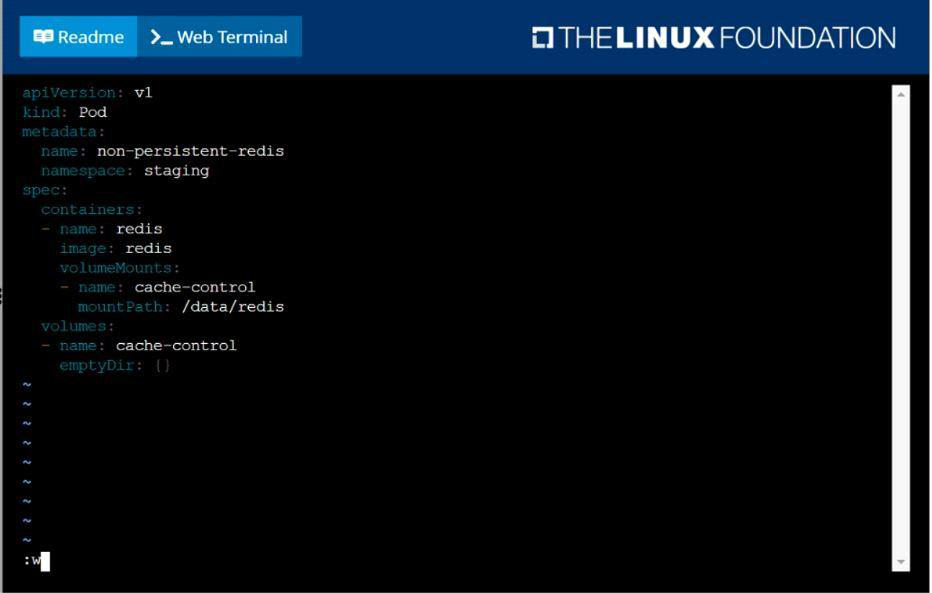 Readme  >_ Web Terminal  THE LINUX FOUNDATION
apiVersion: v1
kind: Pod
metadata:
  name: non-persistent-redis
  namespace: staging
spec:
  containers:
  - name: redis
    image: redis
    volumeMounts:
    - name: cache-control
      mountPath: /data/redis
  volumes:
  - name: cache-control
    emptyDir: {}
~
~
~
~
~
~
~
~
~
:w